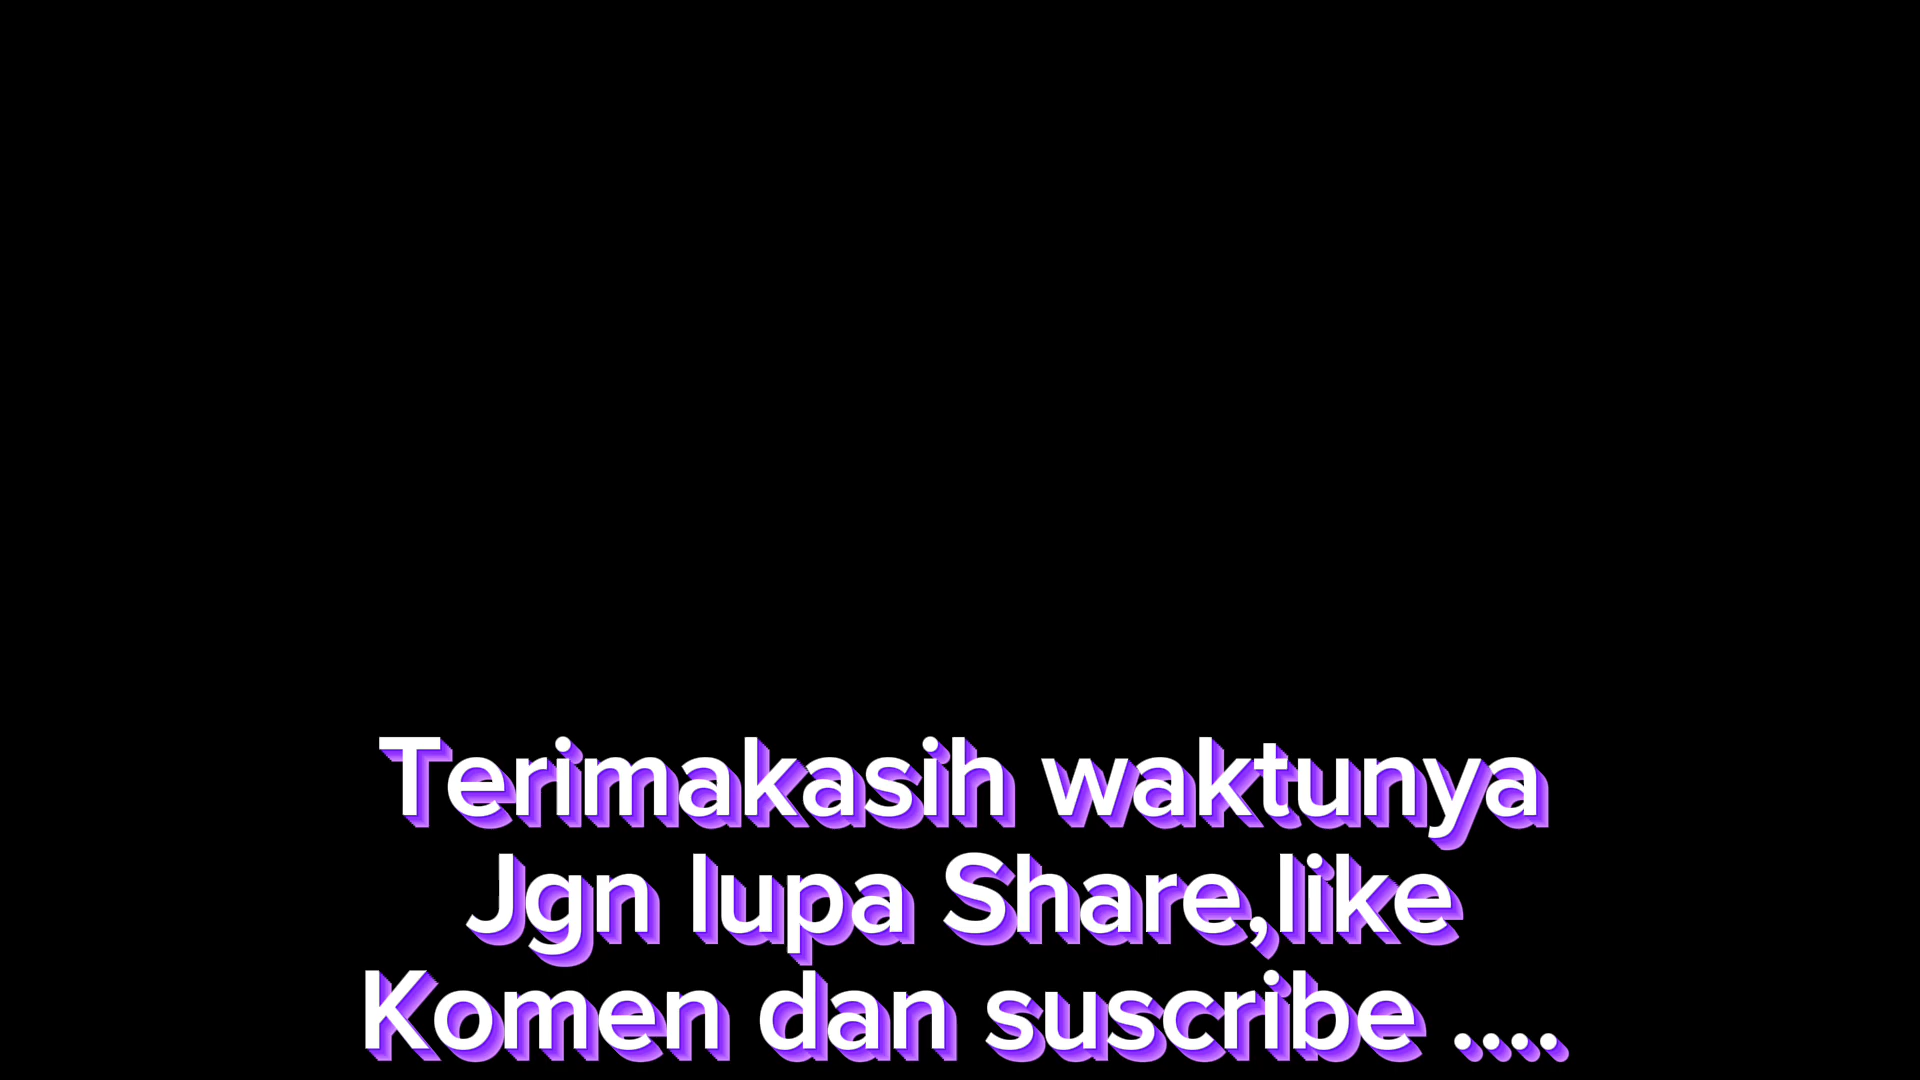 Terimakasih waktunya
Jgn lupa Share,like
Komen dan suscribe ....